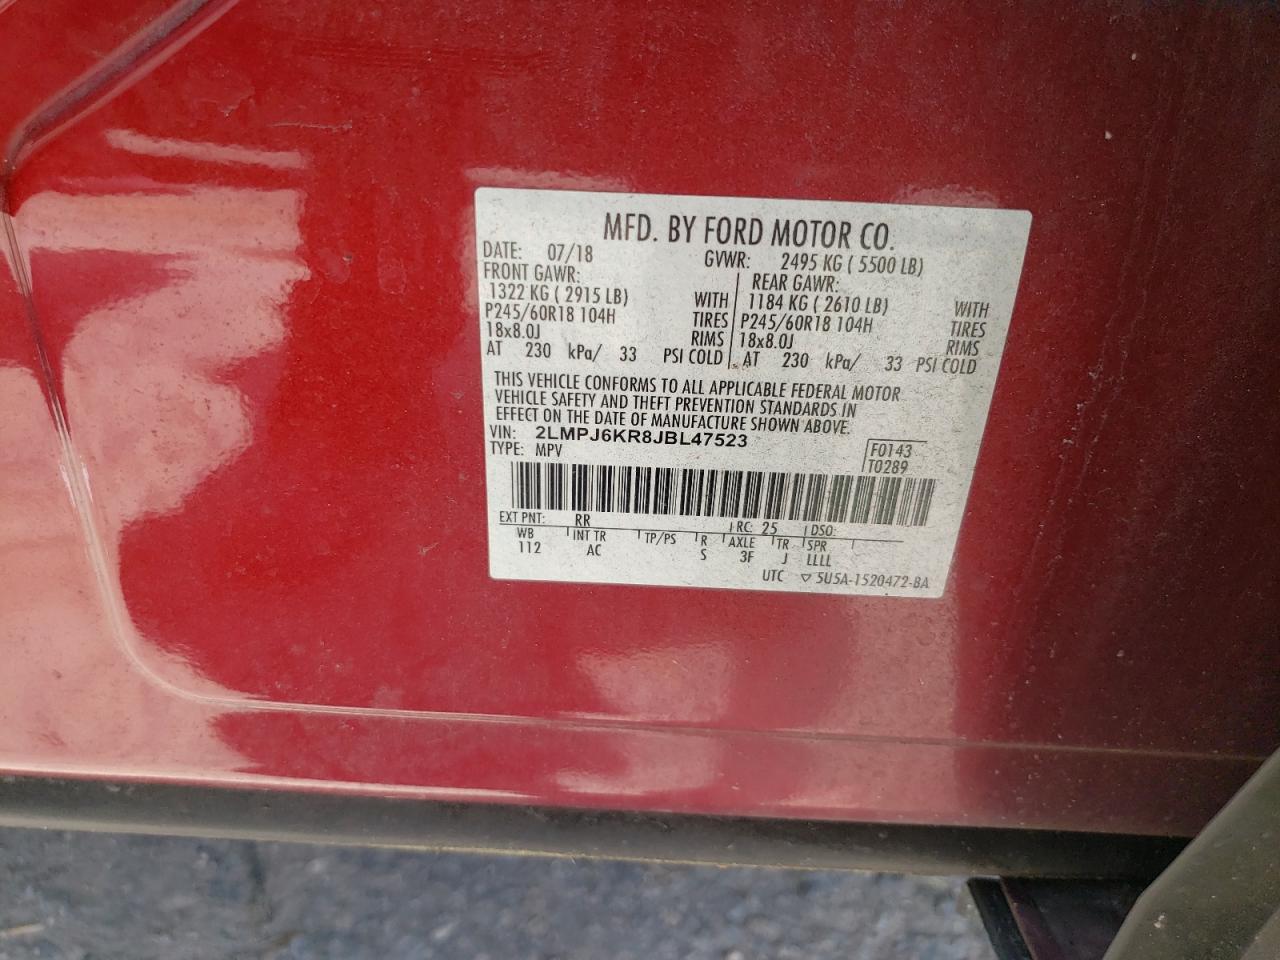 MFD. BY FORD MOTOR CO.
DATE: 07/18 GVWR: 2495 KG ( 5500 LB)
FRONT GAWR: REAR GAWR:
1322 KG ( 2915 LB) WITH 1184 KG ( 2610 LB) WITH
P245/60R18 104H TIRES P245/60R18 104H TIRES
18x8.0J RIMS 18x8.0J RIMS
AT 230 kPa/ 33 PSI COLD AT 230 kPa/ 33 PSI COLD
THIS VEHICLE CONFORMS TO ALL APPLICABLE FEDERAL MOTOR
VEHICLE SAFETY AND THEFT PREVENTION STANDARDS IN
EFFECT ON THE DATE OF MANUFACTURE SHOWN ABOVE.
VIN: 2LMPJ6KR8JBL47523
TYPE: MPV
F0143
T0289
EXT PNT: RR RC: 25 DSO:
WB INT TR TP/PS R AXLE TR SPR
112 AC S 3F J LLLL
UTC ▽ 5U5A-1520472-BA